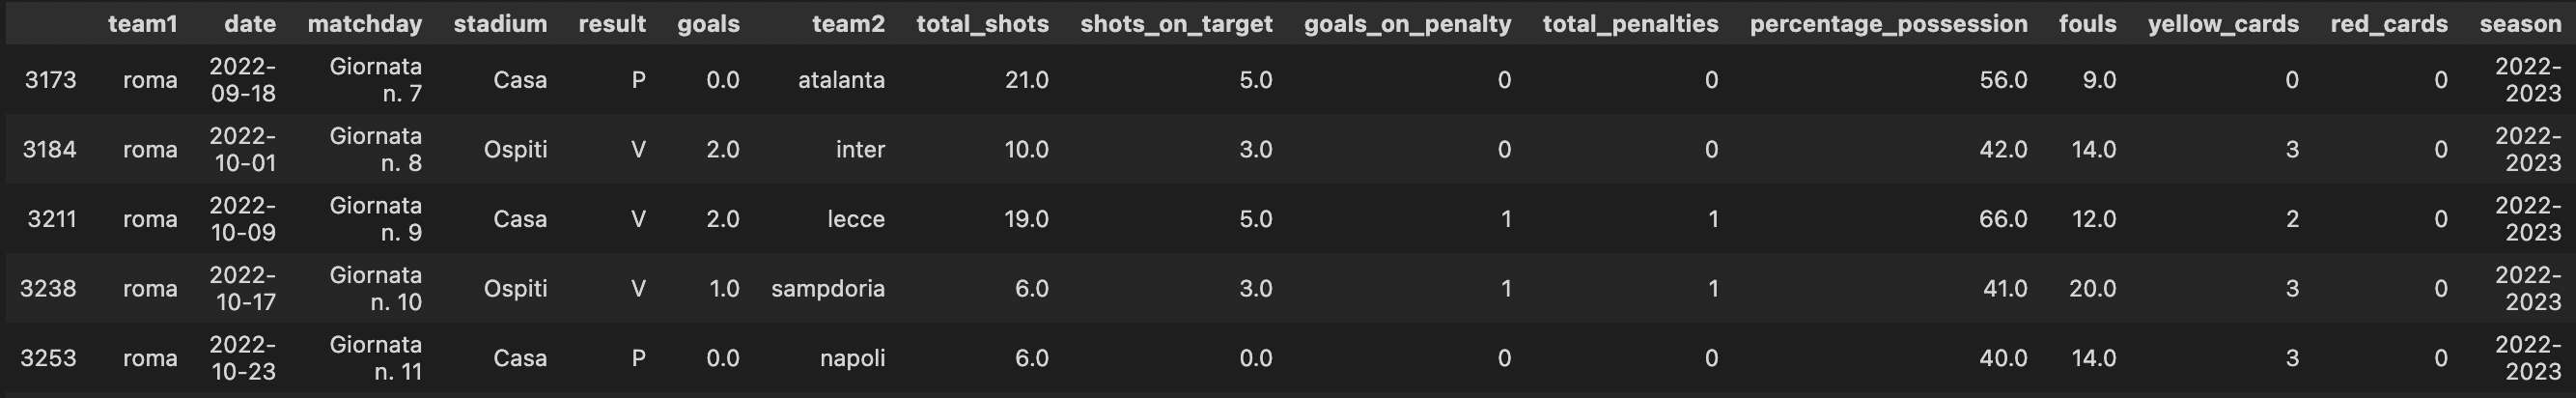 team1 date matchday stadium result goals team2 total_shots shots_on_target goals_on_penalty total_penalties percentage_possession fouls yellow_cards red_cards season
3173 roma 2022-09-18 Giornata n. 7 Casa P 0.0 atalanta 21.0 5.0 0 0 56.0 9.0 0 0 2022-2023
3184 roma 2022-10-01 Giornata n. 8 Ospiti V 2.0 inter 10.0 3.0 0 0 42.0 14.0 3 0 2022-2023
3211 roma 2022-10-09 Giornata n. 9 Casa V 2.0 lecce 19.0 5.0 1 1 66.0 12.0 2 0 2022-2023
3238 roma 2022-10-17 Giornata n. 10 Ospiti V 1.0 sampdoria 6.0 3.0 1 1 41.0 20.0 3 0 2022-2023
3253 roma 2022-10-23 Giornata n. 11 Casa P 0.0 napoli 6.0 0.0 0 0 40.0 14.0 3 0 2022-2023